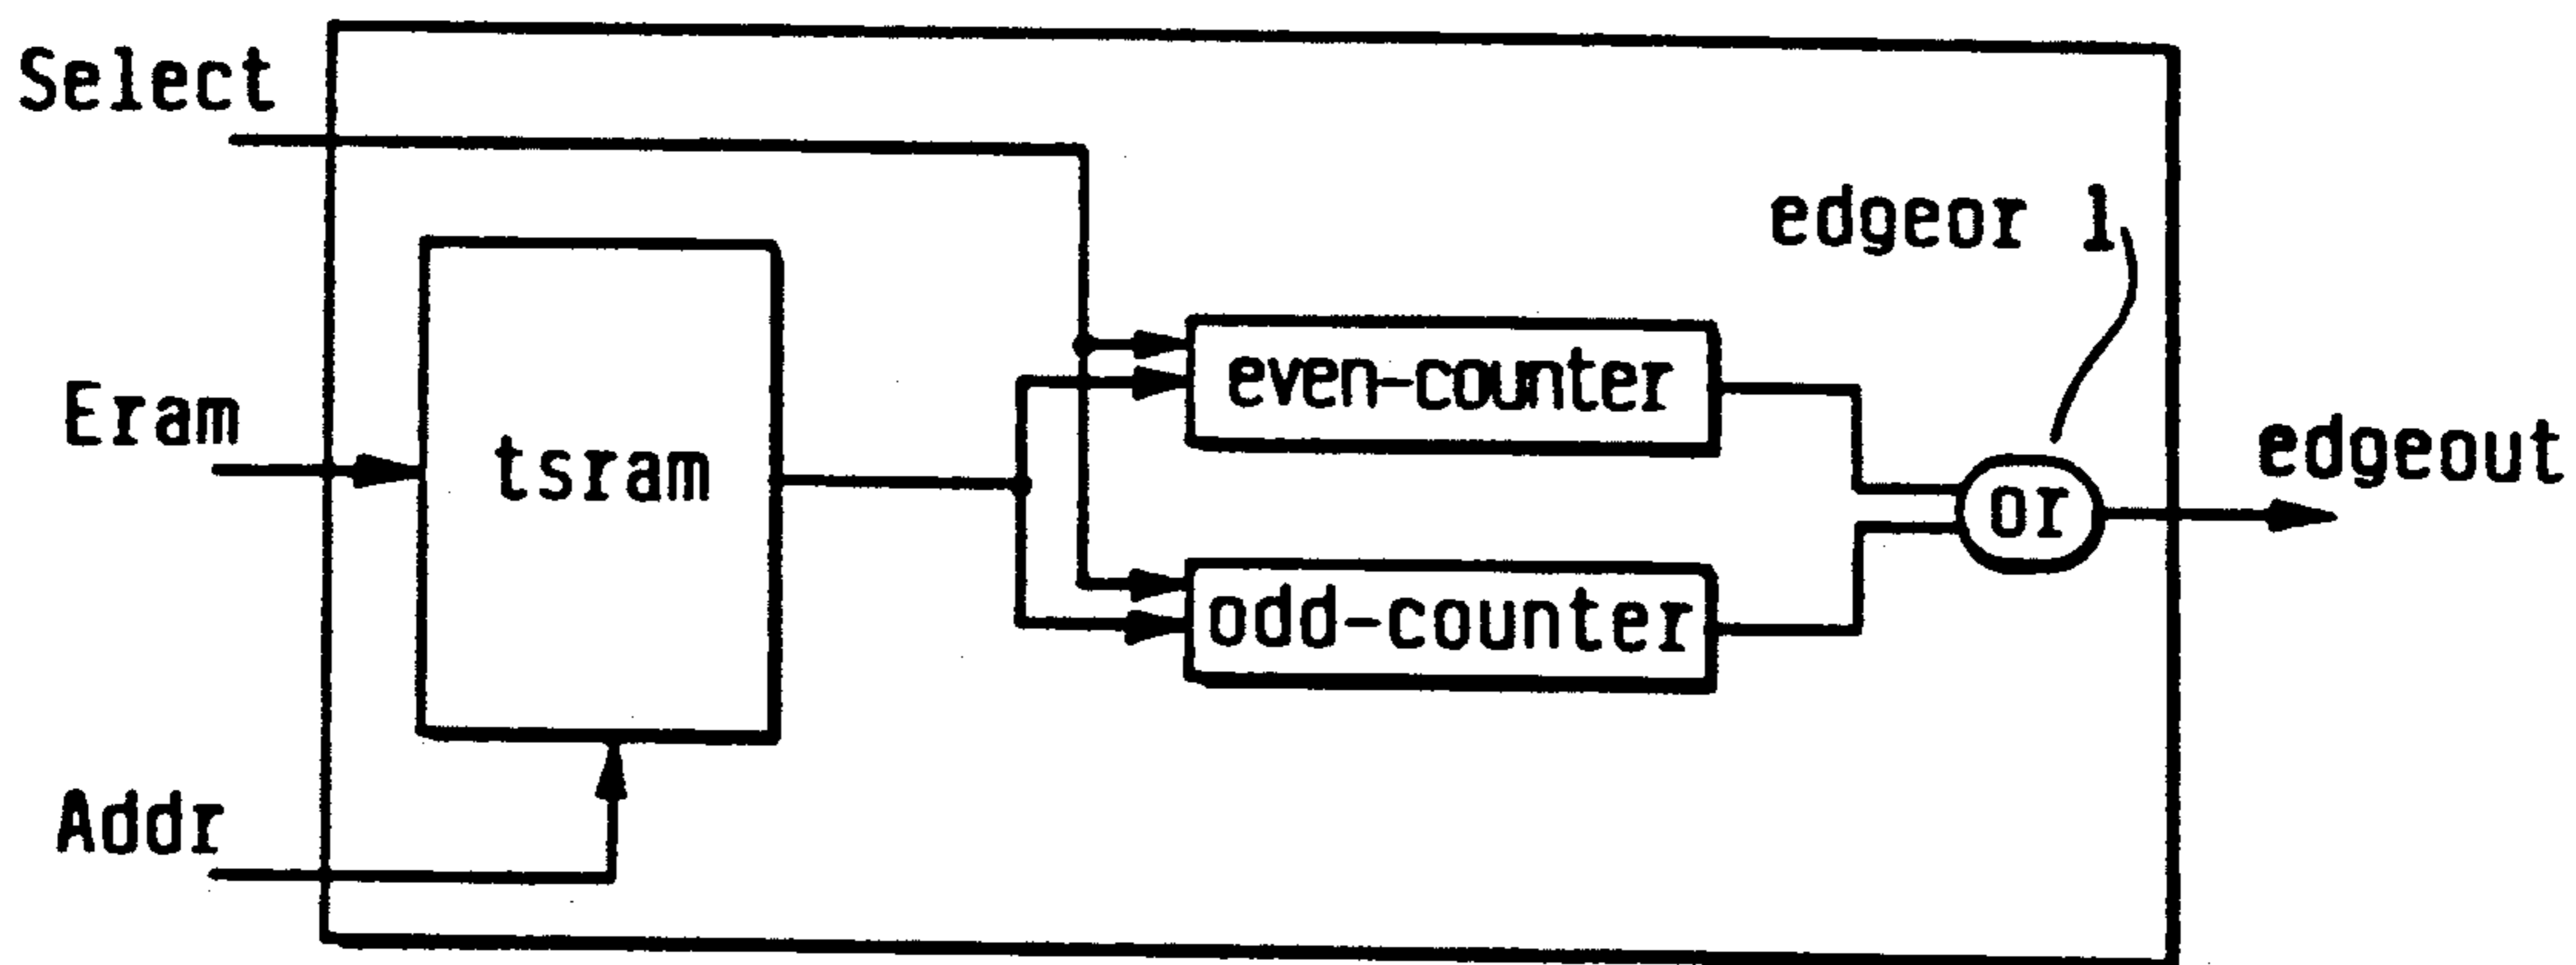 Select
edgeor 1
even-counter
Eram
tsram
edgeout
or
odd-counter
Addr